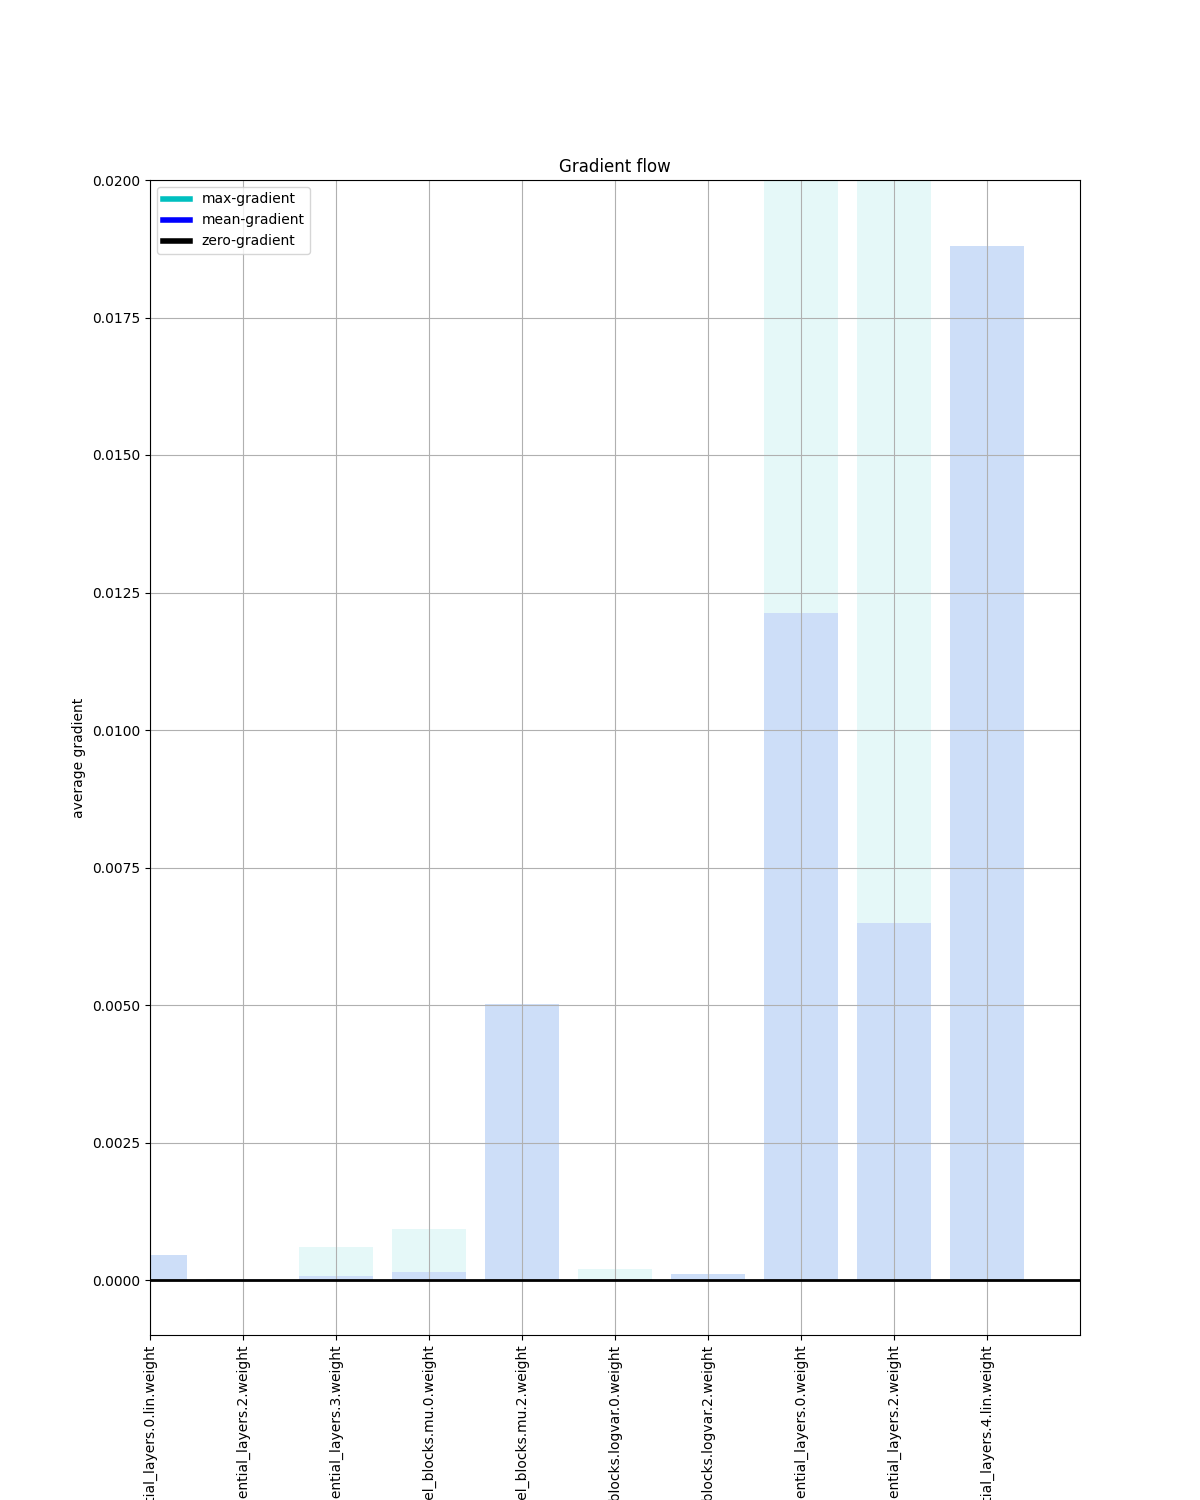 Gradient flow
max-gradient
mean-gradient
zero-gradient
0.0200
0.0175
0.0150
0.0125
0.0100
0.0075
0.0050
0.0025
0.0000
average gradient
tial_layers.0.lin.weight
ential_layers.2.weight
ential_layers.3.weight
el_blocks.mu.0.weight
el_blocks.mu.2.weight
blocks.logvar.0.weight
blocks.logvar.2.weight
ential_layers.0.weight
ential_layers.2.weight
tial_layers.4.lin.weight